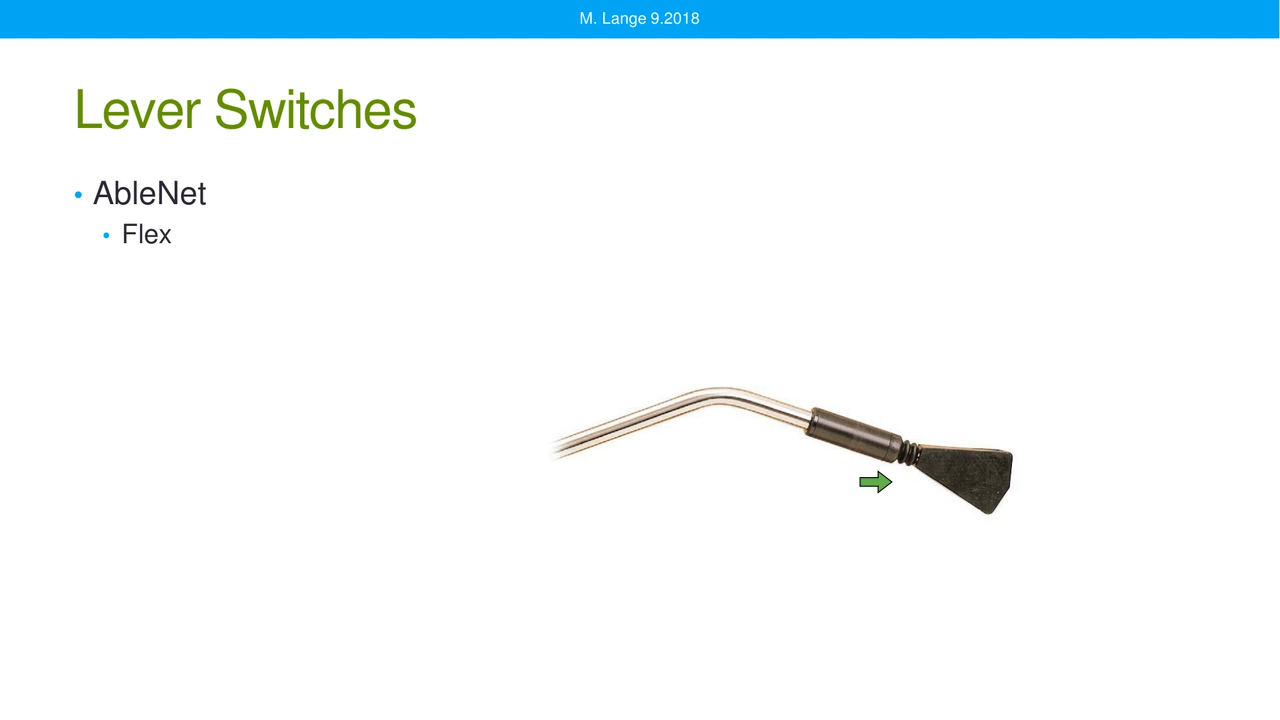 M. Lange 9.2018
Lever Switches
• AbleNet
• Flex